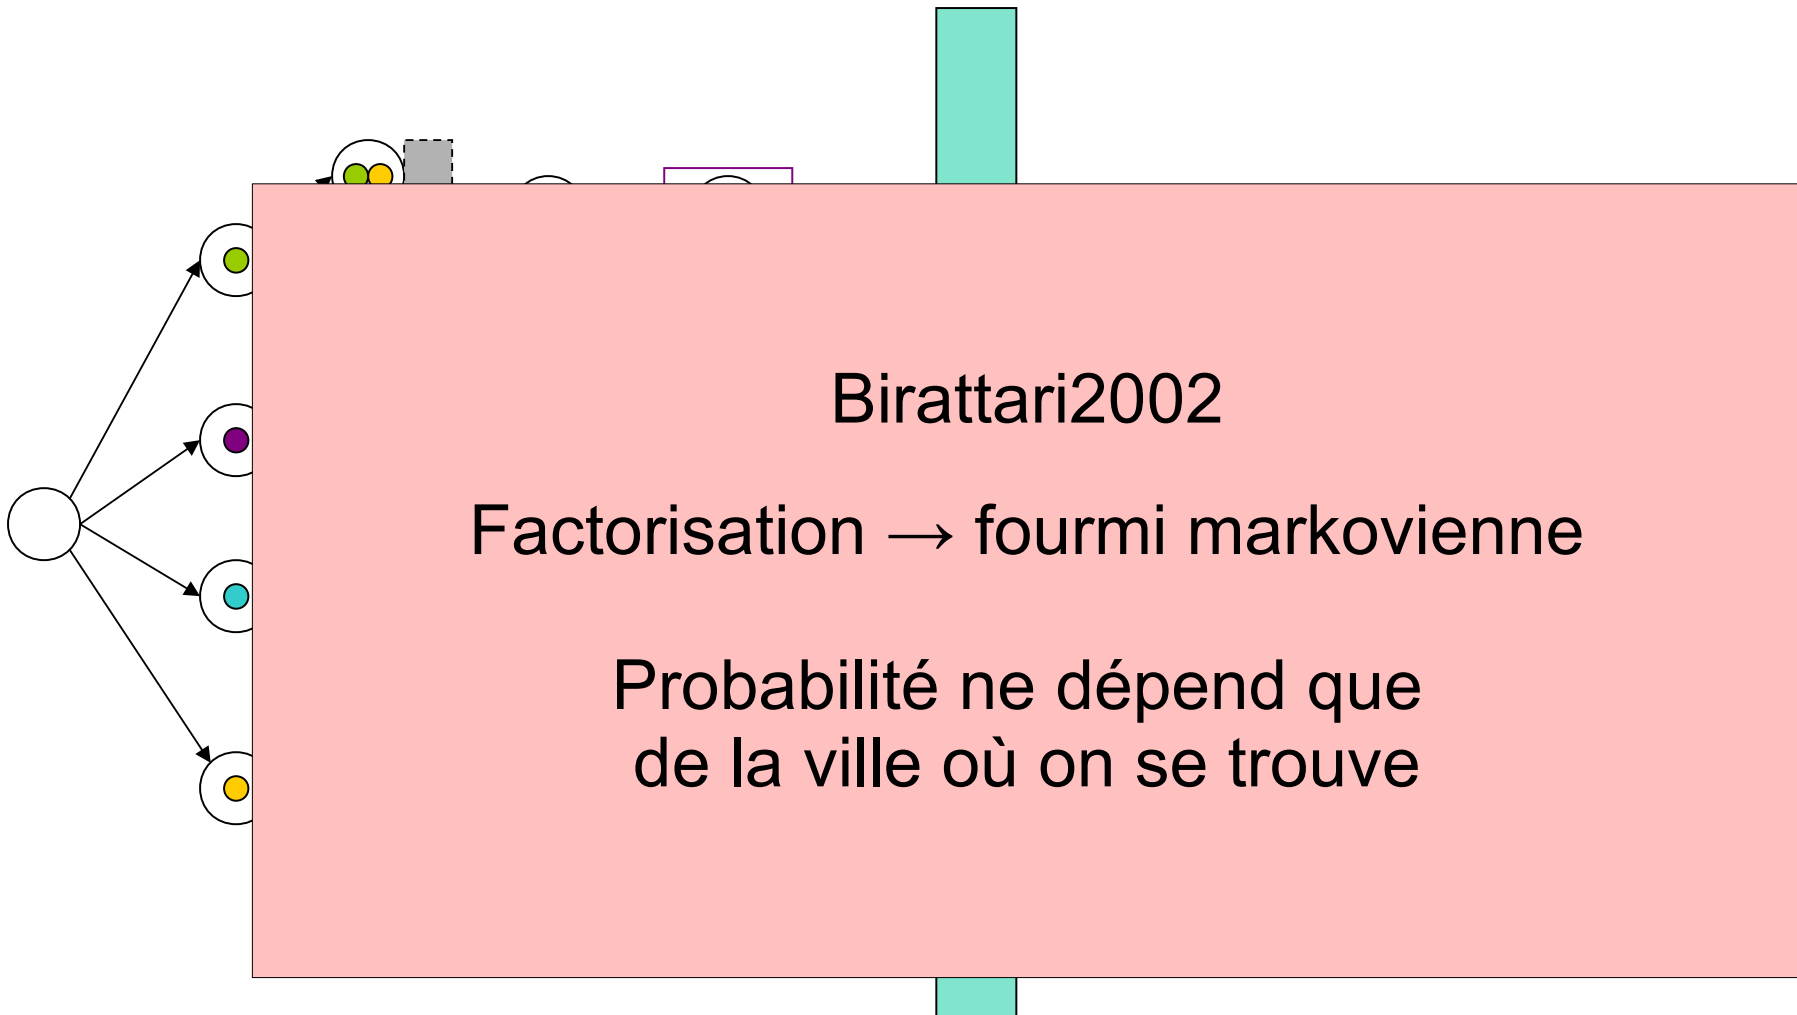 Birattari2002
Factorisation → fourmi markovienne
Probabilité ne dépend que
de la ville où on se trouve